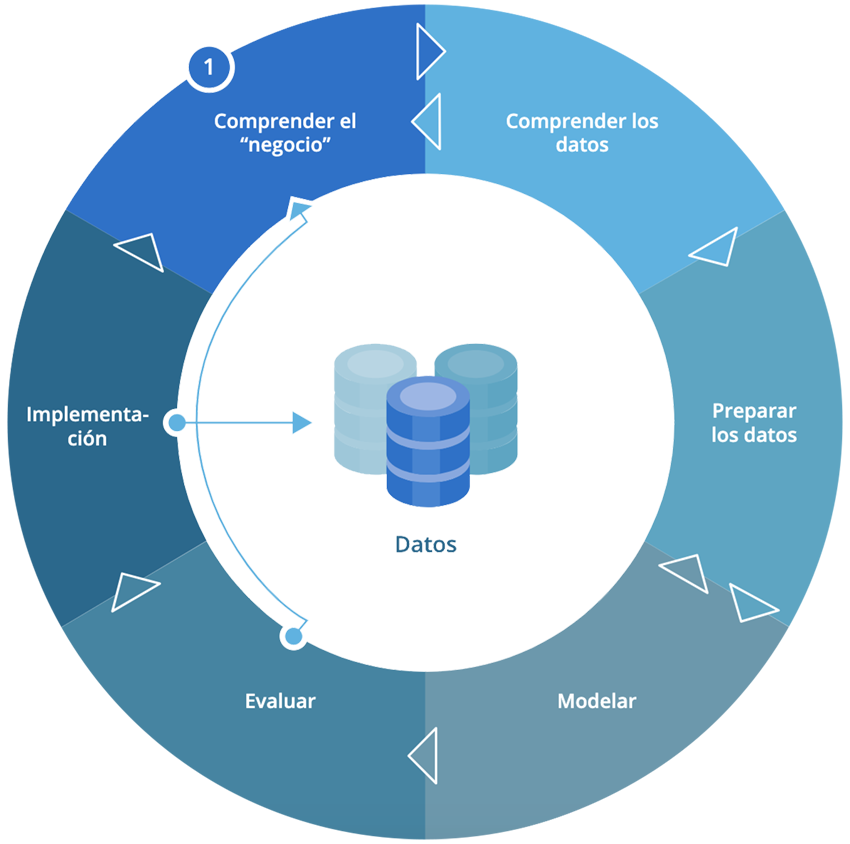 1
Comprender el
“negocio”
Comprender los
datos
Preparar
los datos
Modelar
Evaluar
Implementa-
ción
Datos